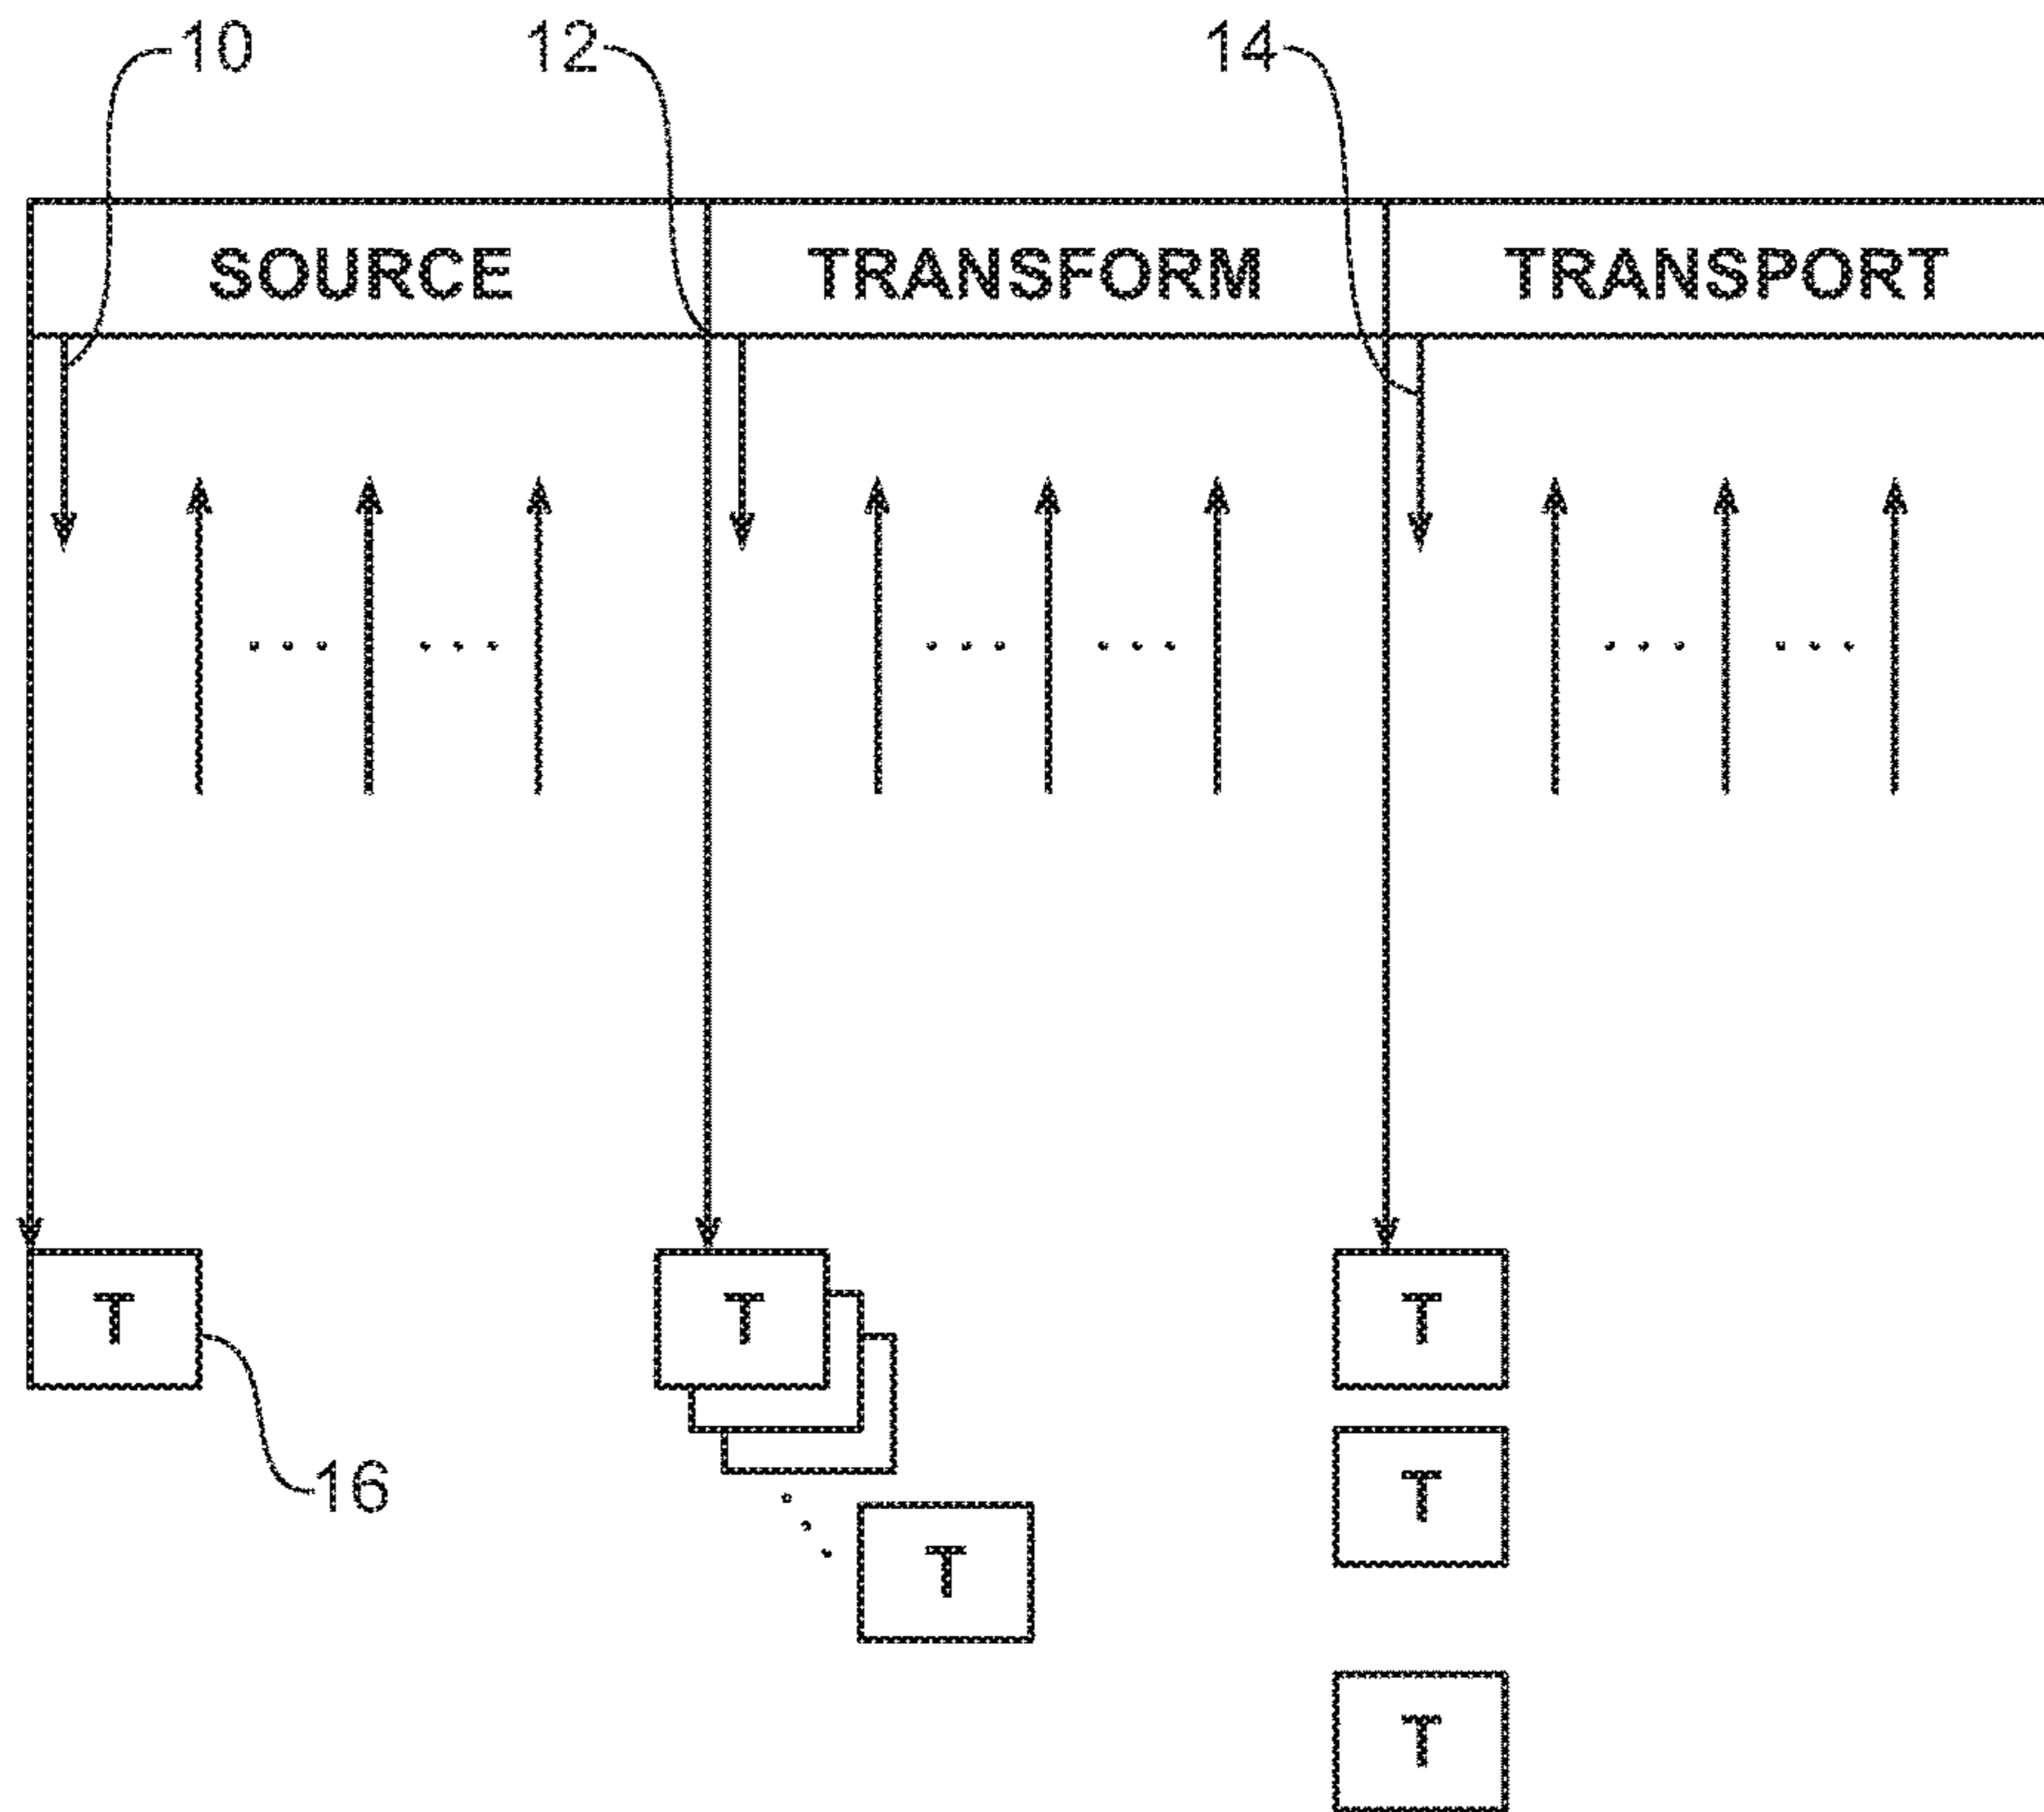 10 12 14
SOURCE TRANSFORM TRANSPORT
T T T
16 T
T
T